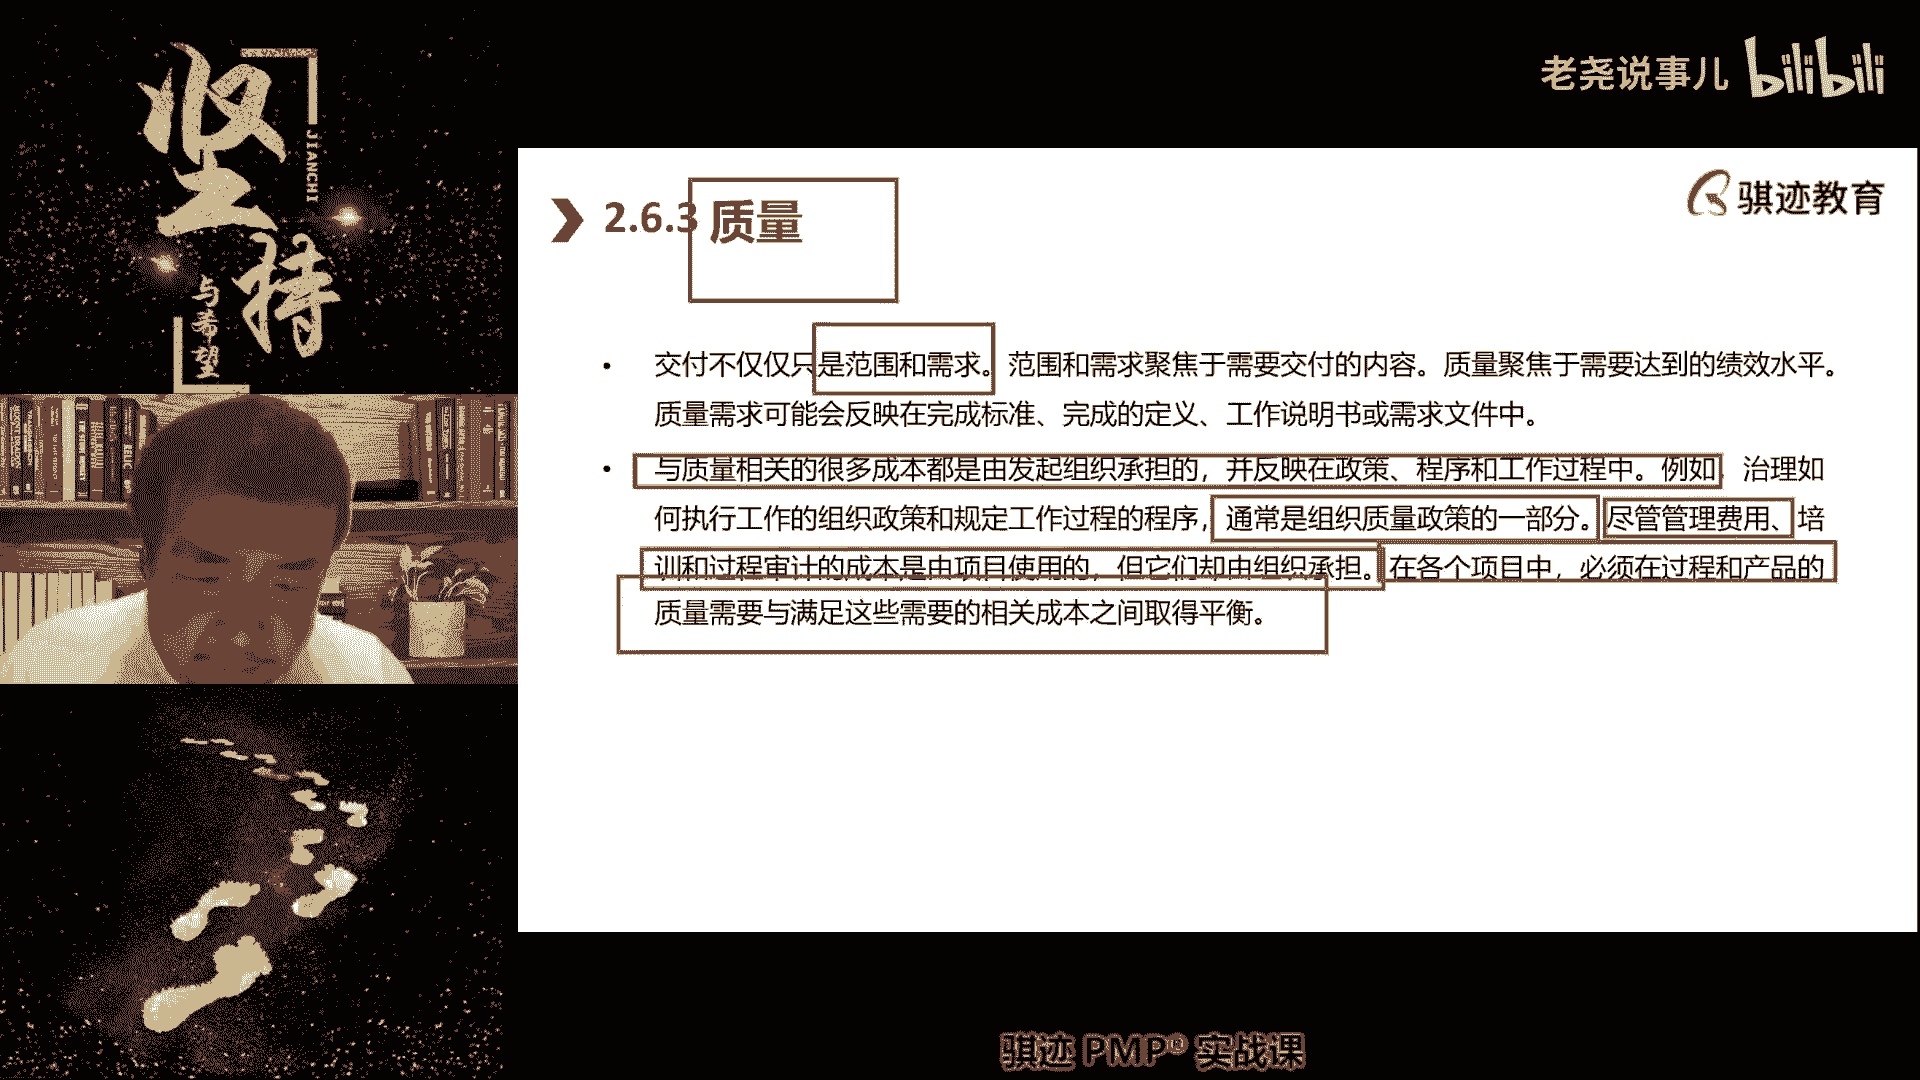 坚持
JIANCHI
与希望
老尧说事儿 bilibili
骐迹教育
2.6.3 质量
• 交付不仅仅只是范围和需求。范围和需求聚焦于需要交付的内容。质量聚焦于需要达到的绩效水平。
质量需求可能会反映在完成标准、完成的定义、工作说明书或需求文件中。
• 与质量相关的很多成本都是由发起组织承担的，并反映在政策、程序和工作过程中。例如 治理如
何执行工作的组织政策和规定工作过程的程序，通常是组织质量政策的一部分。尽管管理费用、培
训和过程审计的成本是由项目使用的，但它们却由组织承担。在各个项目中，必须在过程和产品的
质量需要与满足这些需要的相关成本之间取得平衡。
骐迹 PMP® 实战课